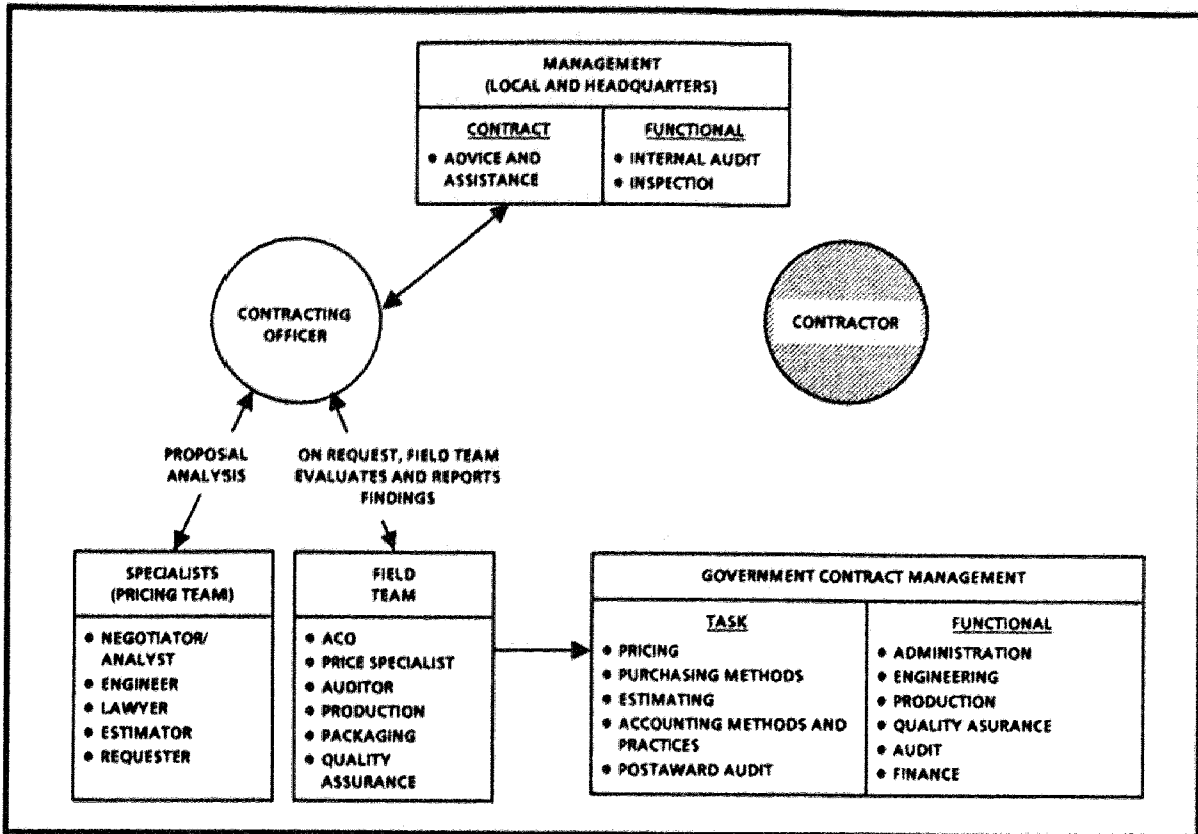 MANAGEMENT
(LOCAL AND HEADQUARTERS)
CONTRACT
● ADVICE AND
ASSISTANCE
FUNCTIONAL
● INTERNAL AUDIT
● INSPECTIOI
CONTRACTING
OFFICER
CONTRACTOR
PROPOSAL
ANALYSIS
ON REQUEST, FIELD TEAM
EVALUATES AND REPORTS
FINDINGS
SPECIALISTS
(PRICING TEAM)
● NEGOTIATOR/
ANALYST
● ENGINEER
● LAWYER
● ESTIMATOR
● REQUESTER
FIELD
TEAM
● ACO
● PRICE SPECIALIST
● AUDITOR
● PRODUCTION
● PACKAGING
● QUALITY
ASSURANCE
GOVERNMENT CONTRACT MANAGEMENT
TASK
● PRICING
● PURCHASING METHODS
● ESTIMATING
● ACCOUNTING METHODS AND
PRACTICES
● POSTAWARD AUDIT
FUNCTIONAL
● ADMINISTRATION
● ENGINEERING
● PRODUCTION
● QUALITY ASURANCE
● AUDIT
● FINANCE